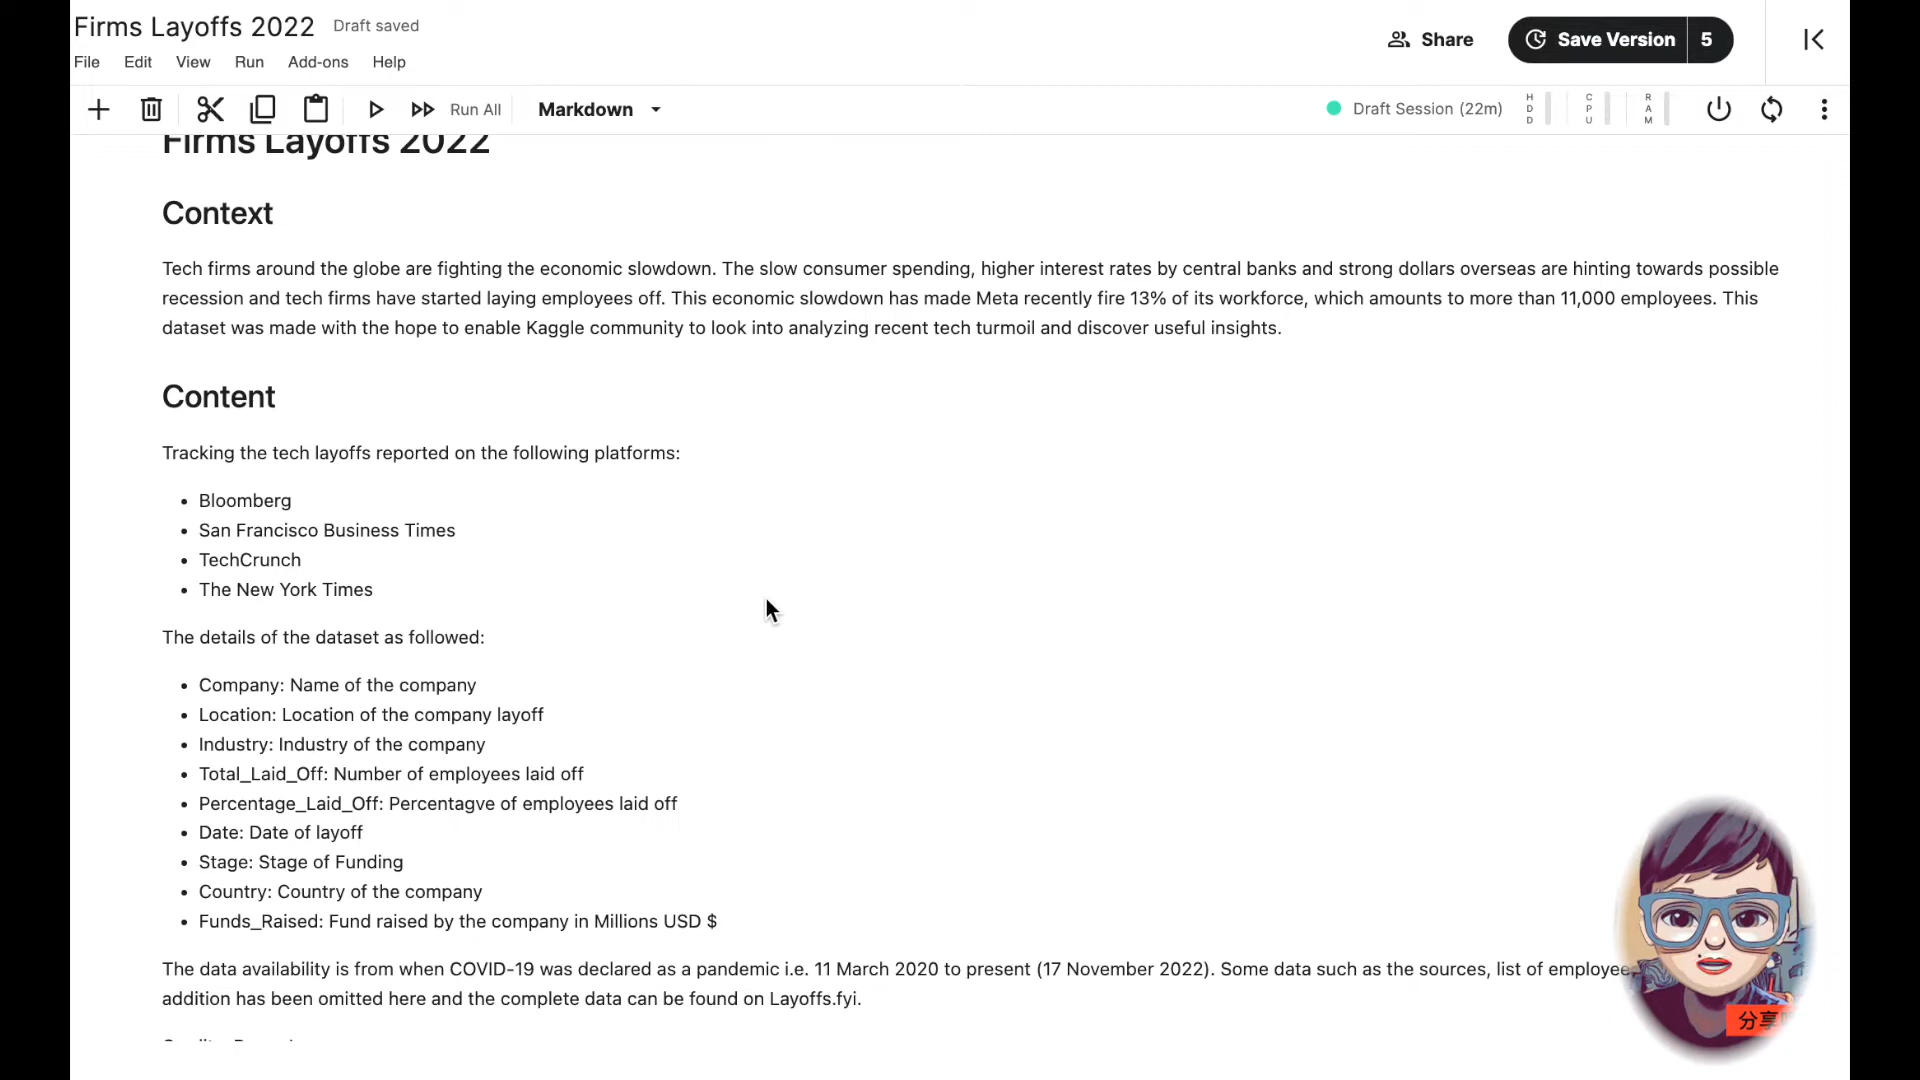 Firms Layoffs 2022 Draft saved
File Edit View Run Add-ons Help
Share
Save Version 5
Run All Markdown
Draft Session (22m) HDD CPU RAM
Firms Layoffs 2022
Context
Tech firms around the globe are fighting the economic slowdown. The slow consumer spending, higher interest rates by central banks and strong dollars overseas are hinting towards possible
recession and tech firms have started laying employees off. This economic slowdown has made Meta recently fire 13% of its workforce, which amounts to more than 11,000 employees. This
dataset was made with the hope to enable Kaggle community to look into analyzing recent tech turmoil and discover useful insights.
Content
Tracking the tech layoffs reported on the following platforms:
• Bloomberg
• San Francisco Business Times
• TechCrunch
• The New York Times
The details of the dataset as followed:
• Company: Name of the company
• Location: Location of the company layoff
• Industry: Industry of the company
• Total_Laid_Off: Number of employees laid off
• Percentage_Laid_Off: Percentagve of employees laid off
• Date: Date of layoff
• Stage: Stage of Funding
• Country: Country of the company
• Funds_Raised: Fund raised by the company in Millions USD $
The data availability is from when COVID-19 was declared as a pandemic i.e. 11 March 2020 to present (17 November 2022). Some data such as the sources, list of employee
addition has been omitted here and the complete data can be found on Layoffs.fyi.
分享